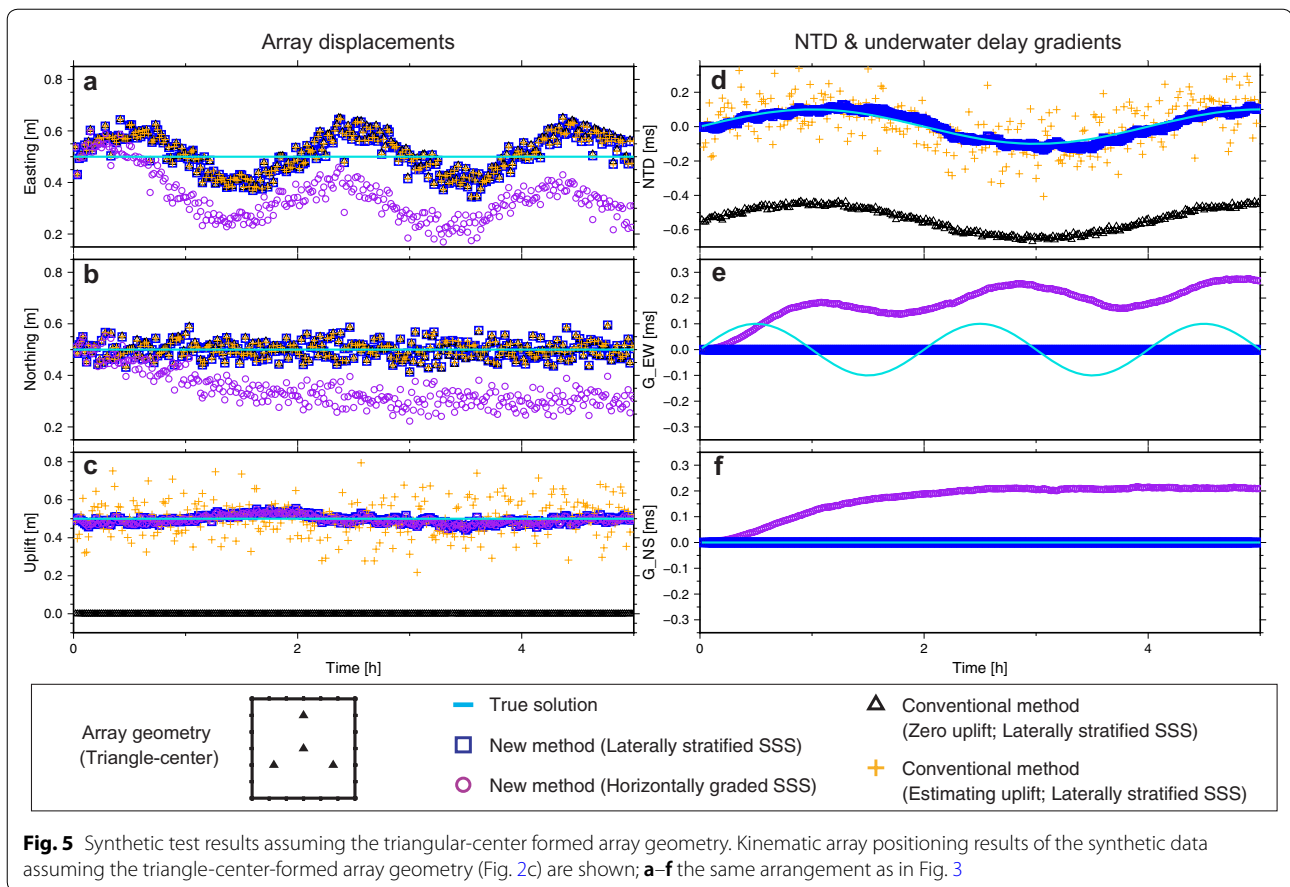 Array displacements
NTD & underwater delay gradients
a
0.8
0.6
0.4
0.2
Easting [m]
b
0.8
0.6
0.4
0.2
Northing [m]
c
0.8
0.6
0.4
0.2
0.0
Uplift [m]
0
2
4
Time [h]
d
0.2
0.0
−0.2
−0.4
−0.6
NTD [ms]
e
0.3
0.2
0.1
0.0
−0.1
−0.2
−0.3
G_EW [ms]
f
0.3
0.2
0.1
0.0
−0.1
−0.2
−0.3
G_NS [ms]
0
2
4
Time [h]
Array geometry
(Triangle-center)
True solution
New method (Laterally stratified SSS)
New method (Horizontally graded SSS)
Conventional method
(Zero uplift; Laterally stratified SSS)
Conventional method
(Estimating uplift; Laterally stratified SSS)
Fig. 5 Synthetic test results assuming the triangular-center formed array geometry. Kinematic array positioning results of the synthetic data
assuming the triangle-center-formed array geometry (Fig. 2c) are shown; a–f the same arrangement as in Fig. 3